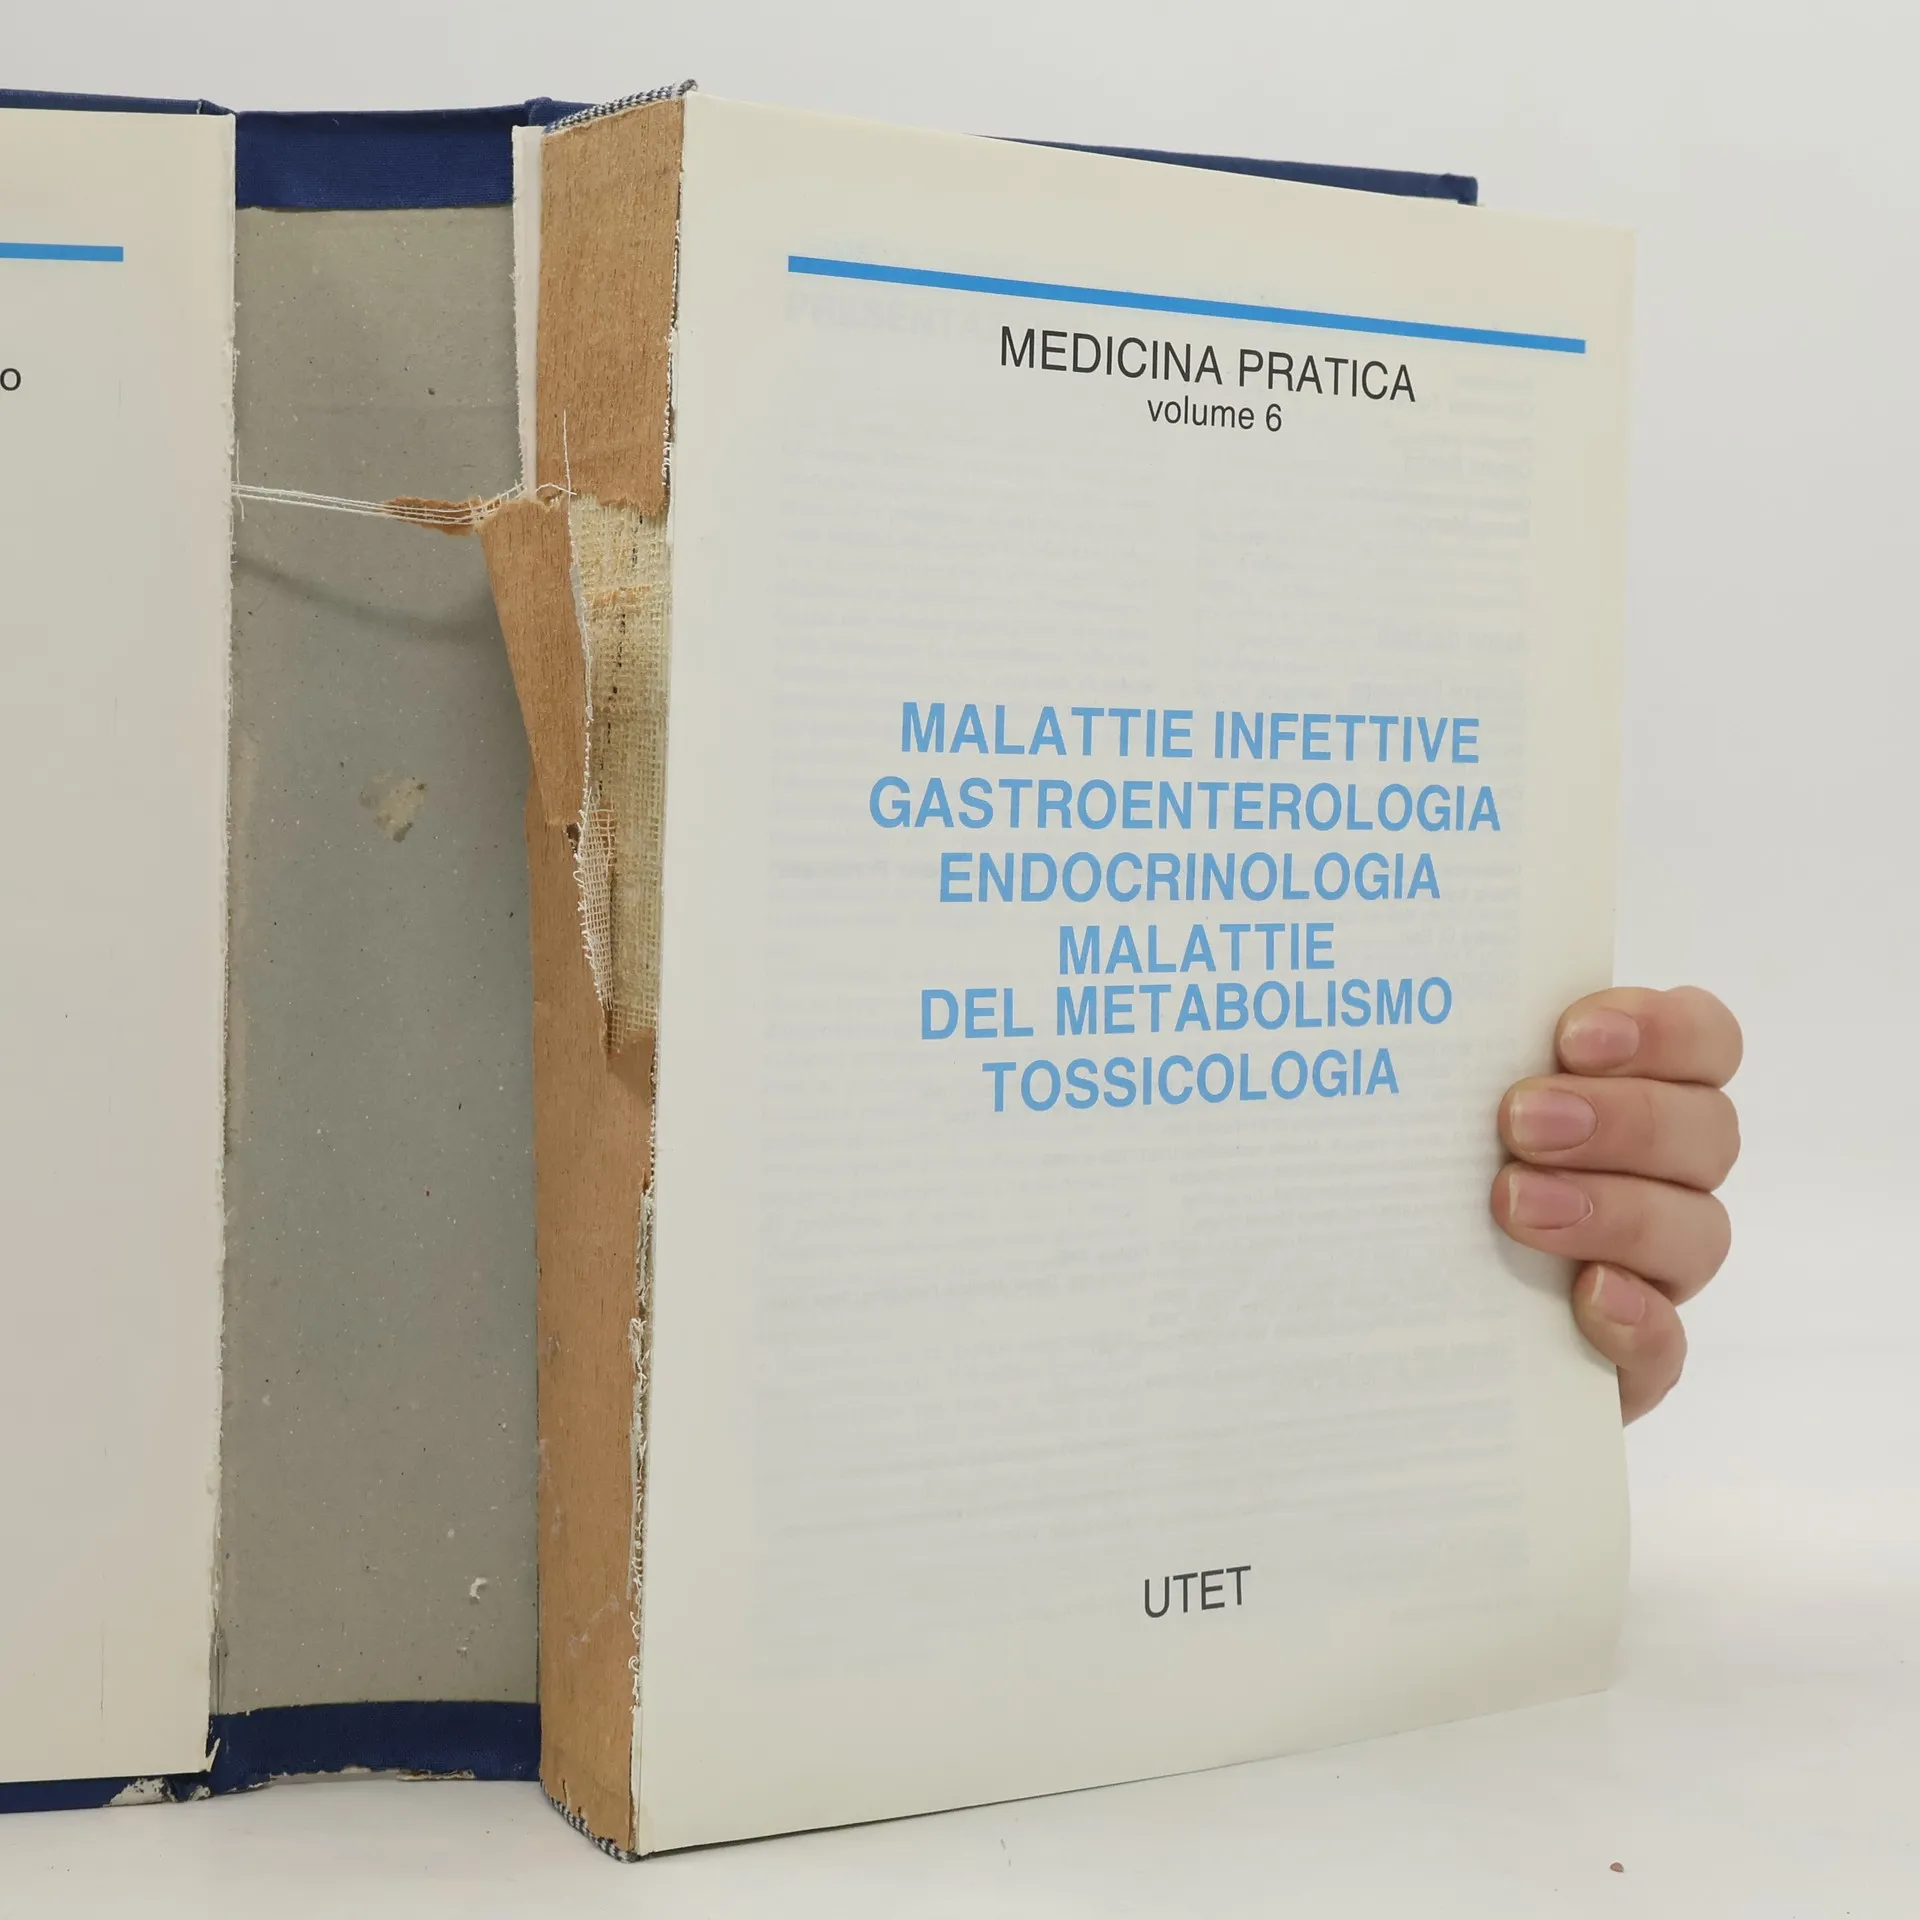 o
MEDICINA PRATICA
volume 6
MALATTIE INFETTIVE
GASTROENTEROLOGIA
ENDOCRINOLOGIA
MALATTIE
DEL METABOLISMO
TOSSICOLOGIA
UTET